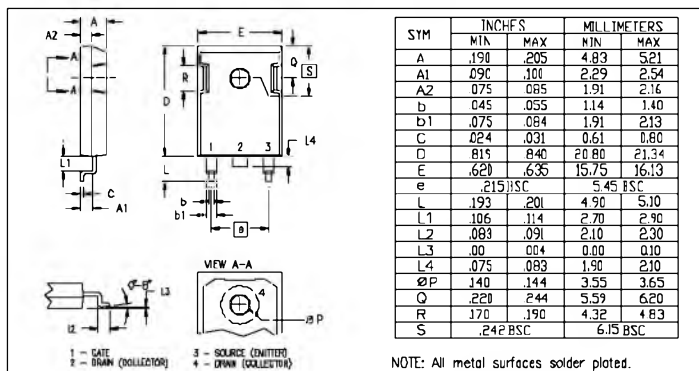 A
A2
A
A
L1
C
A1
E
Q
S
R
D
1 2 3
L4
L
b
b1
e
VIEW A-A
4
L3
ØP
1 - GATE
2 - DRAIN (COLLECTOR)
3 - SOURCE (EMITTER)
4 - DRAIN (COLLECTOR)
SYM INCHES MILLIMETERS
MIN MAX MIN MAX
A .190 .205 4.83 5.21
A1 .090 .100 2.29 2.54
A2 .075 .085 1.91 2.16
b .045 .055 1.14 1.40
b1 .075 .084 1.91 2.13
C .024 .031 0.61 0.80
D .819 .840 20.80 21.34
E .620 .635 15.75 16.13
e .215 BSC 5.45 BSC
L .193 .201 4.90 5.10
L1 .106 .114 2.70 2.90
L2 .083 .091 2.10 2.30
L3 .00 .004 0.00 0.10
L4 .075 .083 1.90 2.10
ØP .140 .144 3.55 3.65
Q .220 .244 5.59 6.20
R .170 .190 4.32 4.83
S .242 BSC 6.15 BSC
NOTE: All metal surfaces solder plated.